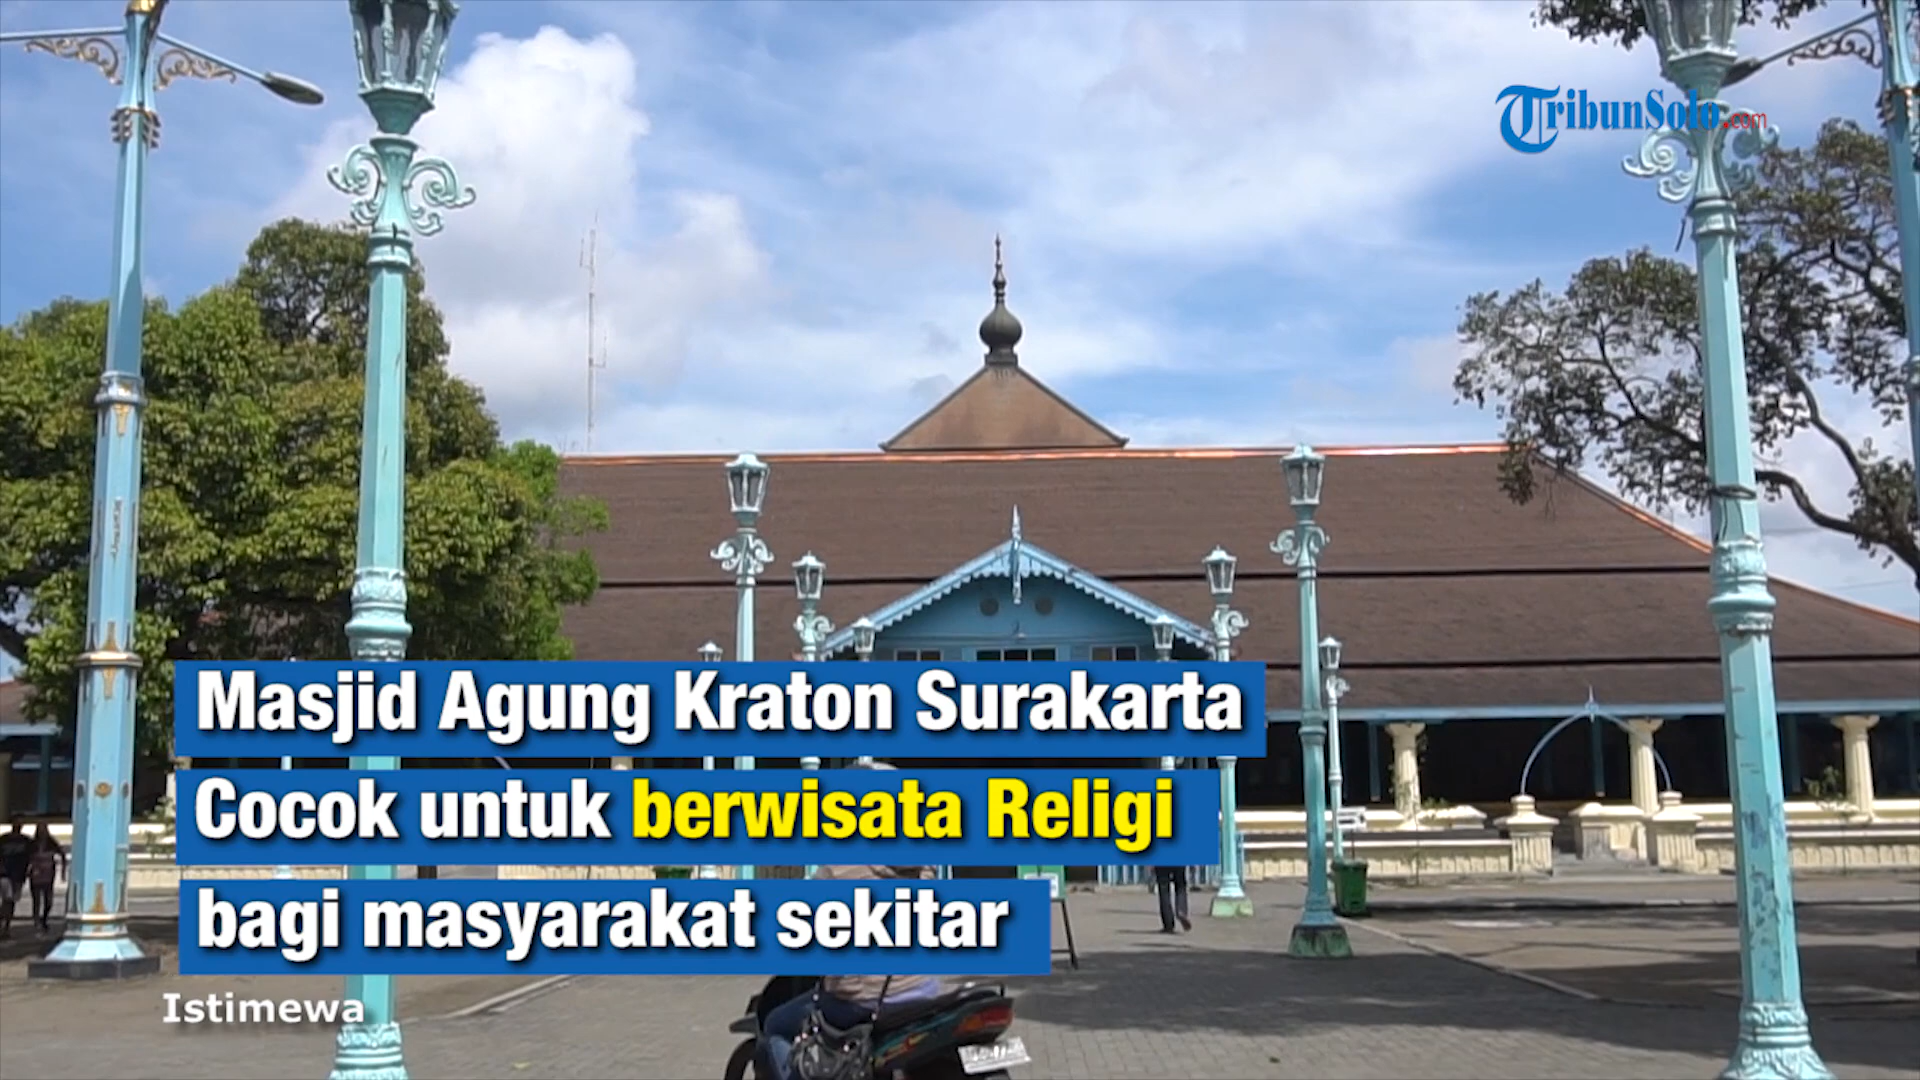 TribunSolo.com
Masjid Agung Kraton Surakarta
Cocok untuk berwisata Religi
bagi masyarakat sekitar
Istimewa